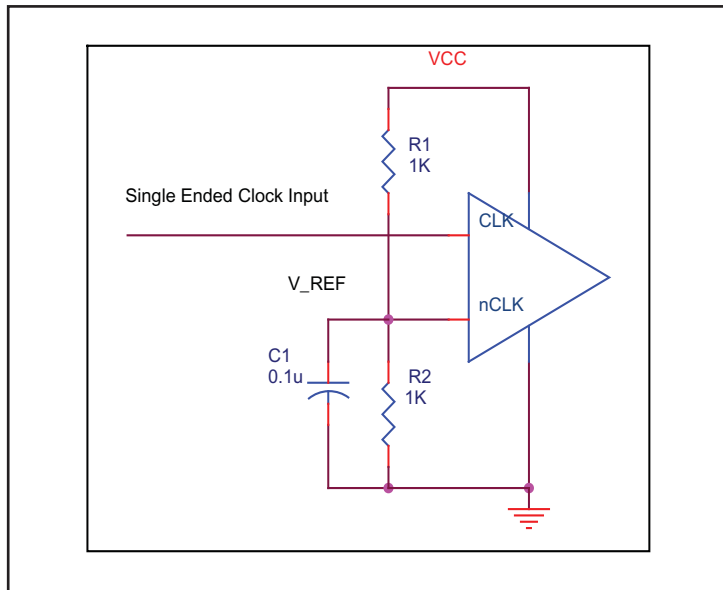 VCC
R1
1K
Single Ended Clock Input
CLK
V_REF
nCLK
C1
0.1u
R2
1K